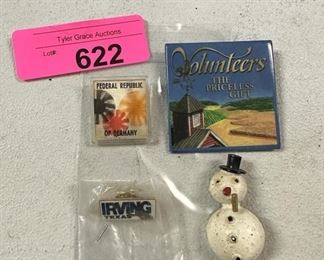 Tyler Grace Auctions
Lot#:
622
FEDERAL REPUBLIC
OF GERMANY
Volunteers
THE
PRICELESS
GIFT
IRVING
TEXAS